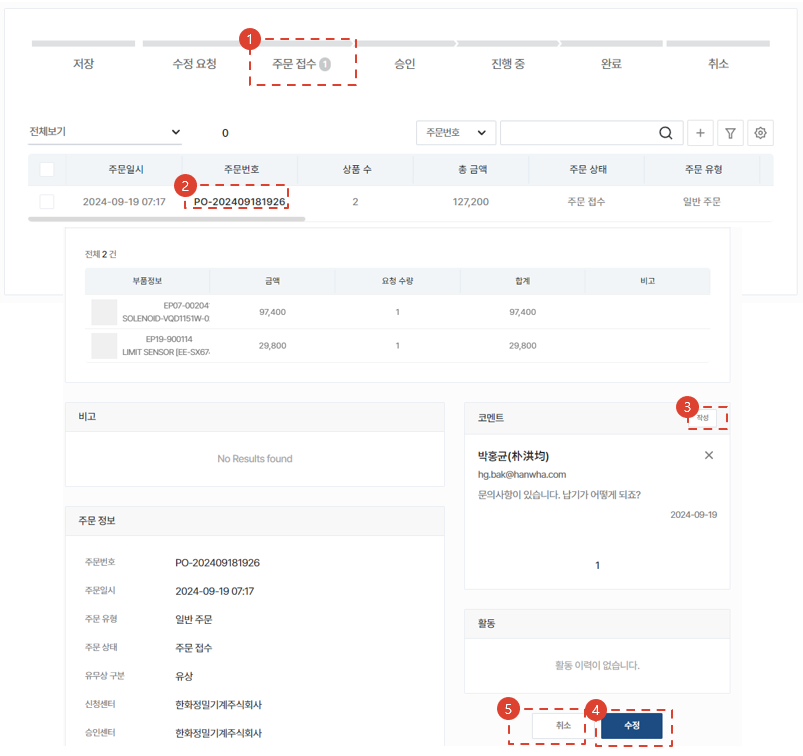 1
저장 수정 요청 주문 접수 1 승인 진행 중 완료 취소
전체보기 0 주문번호
주문일시 주문번호 상품 수 총 금액 주문 상태 주문 유형
2
2024-09-19 07:17 PO-202409181926 2 127,200 주문 접수 일반 주문
전체 2 건
부품정보 금액 요청 수량 합계 비고
EP07-00204
SOLENOID-VQD1151W-0 97,400 1 97,400
EP19-900114
LIMIT SENSOR [EE-SX67 29,800 1 29,800
비고
No Results found
주문 정보
주문번호 PO-202409181926
주문일시 2024-09-19 07:17
주문 유형 일반 주문
주문 상태 주문 접수
유무상 구분 유상
신청센터 한화정밀기계주식회사
승인센터 한화정밀기계주식회사
3
코멘트 작성
박홍균(朴洪均)
hg.bak@hanwha.com
문의사항이 있습니다. 납기가 어떻게 되죠?
2024-09-19
1
활동
활동 이력이 없습니다.
5 취소 4 수정